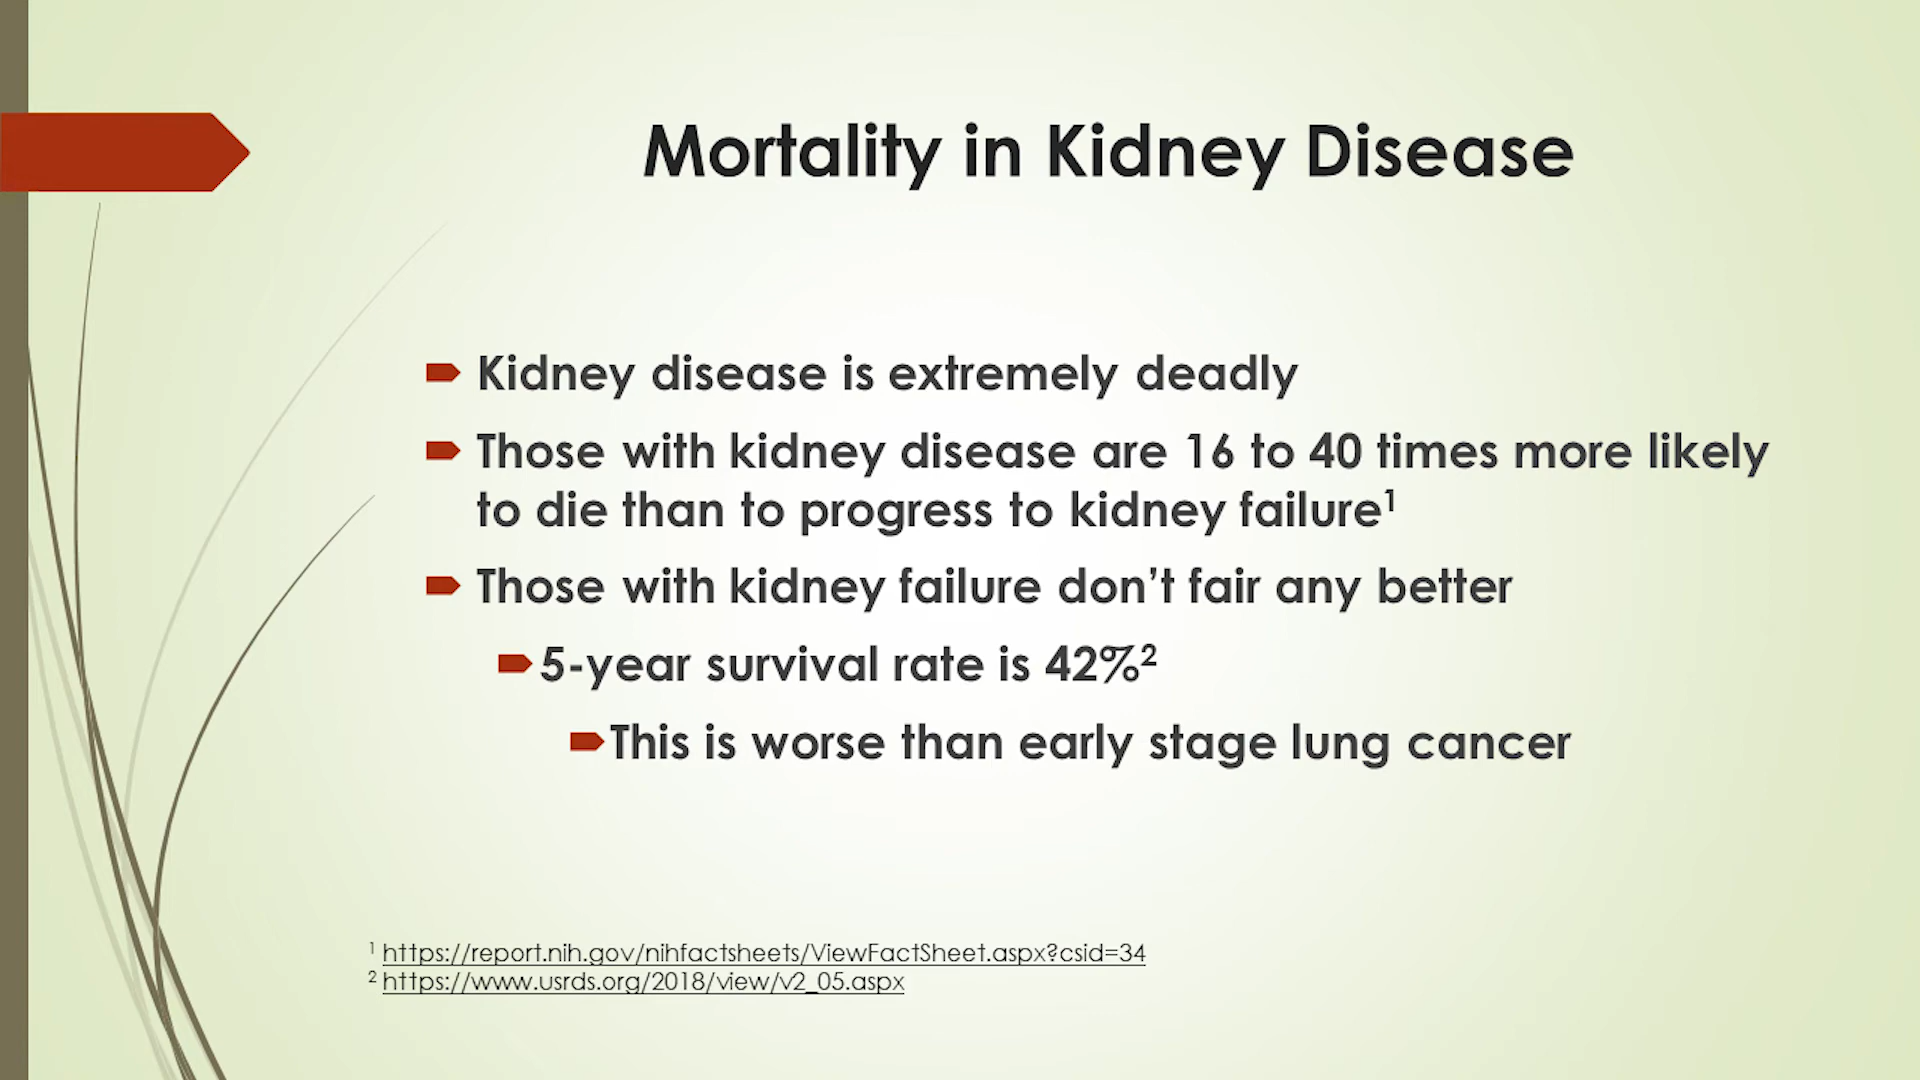 Mortality in Kidney Disease
Kidney disease is extremely deadly
Those with kidney disease are 16 to 40 times more likely
to die than to progress to kidney failure¹
Those with kidney failure don't fair any better
5-year survival rate is 42%²
This is worse than early stage lung cancer
¹ https://report.nih.gov/nihfactsheets/ViewFactSheet.aspx?csid=34
² https://www.usrds.org/2018/view/v2_05.aspx